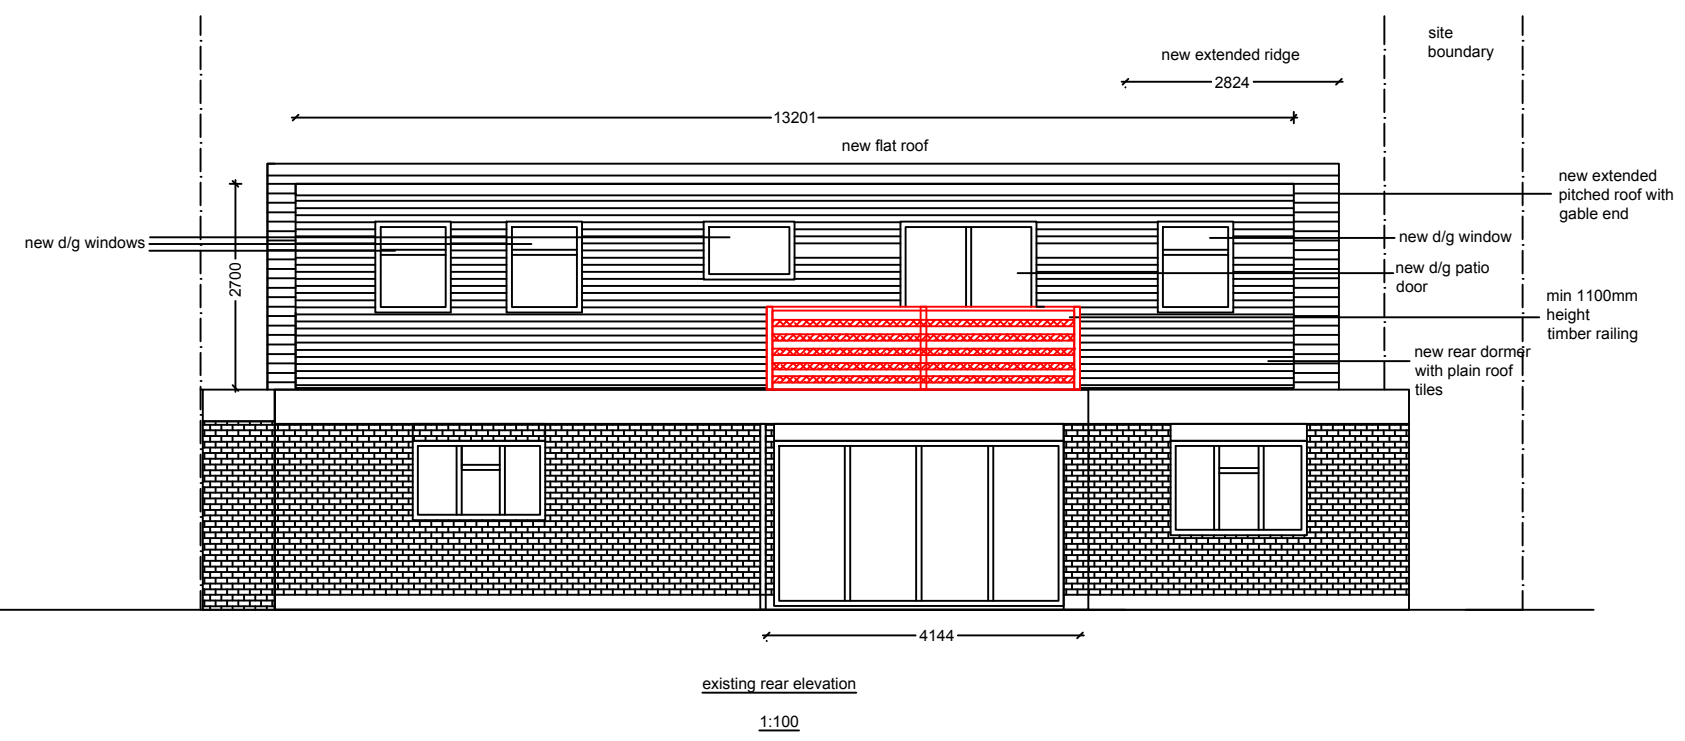 site
boundary
new extended ridge
2824
13201
new flat roof
new extended
pitched roof with
gable end
new d/g windows
new d/g window
2700
new d/g patio
door
min 1100mm
height
timber railing
new rear dormer
with plain roof
tiles
4144
existing rear elevation
1:100